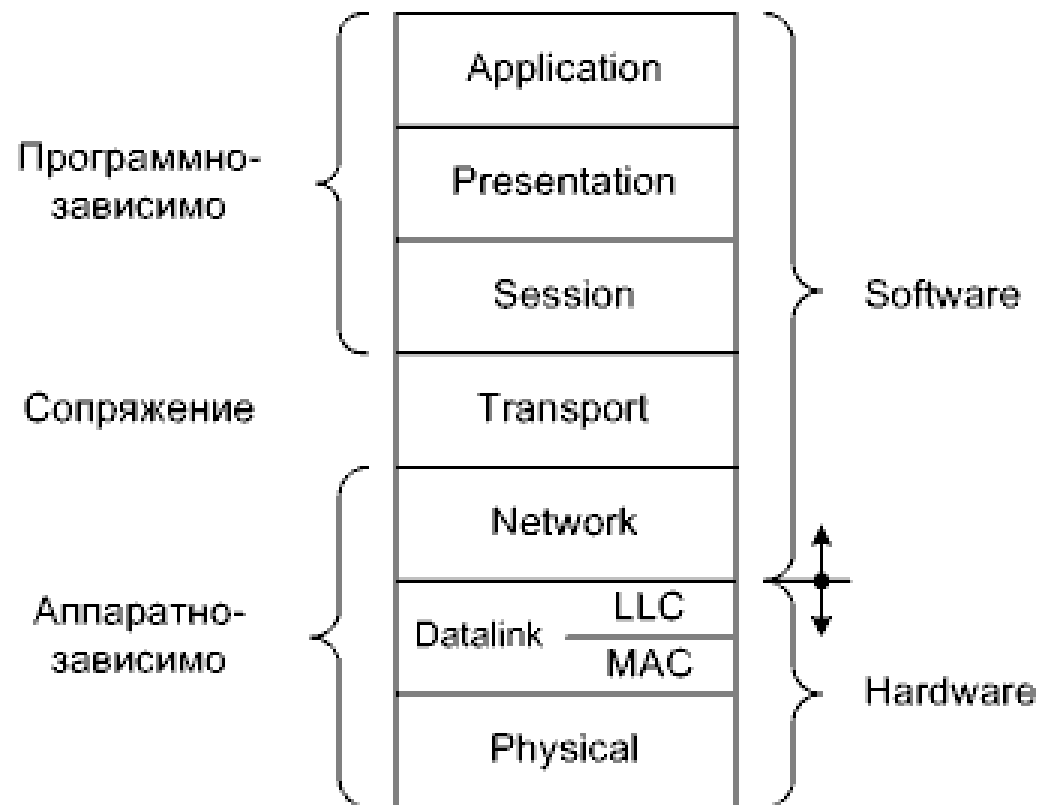 Application
Программно-
зависимо
Presentation
Session
Software
Сопряжение
Transport
Network
Аппаратно-
зависимо
Datalink
LLC
MAC
Hardware
Physical